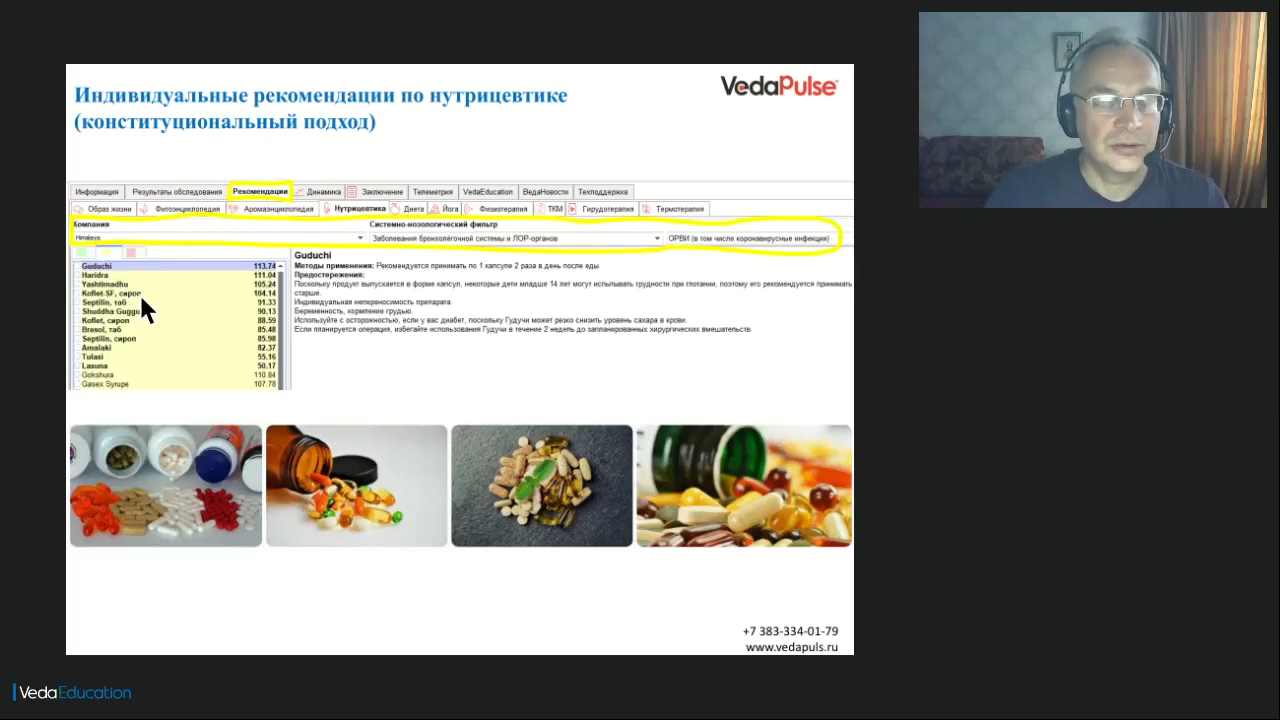 Индивидуальные рекомендации по нутрицевтике
(конституциональный подход)
VedaPulse
Информация Результаты обследования Рекомендации Динамика Заключение Телеметрия VedaEducation ВедаНовости Техподдержка
Образ жизни Фитоэнциклопедия Аромаэнциклопедия Нутрицевтика Диета Йога Физиотерапия ТКМ Гирудотерапия Термотерапия
Компания Системно-нозологический фильтр
Himalaya Заболевания бронхолёгочной системы и ЛОР-органов ОРВИ (в том числе коронавирусные инфекции)
Guduchi 113.74
Haridra 111.04
Yashtimadhu 105.24
Koflet-SF, сироп 104.14
Septilin, таб 91.33
Shuddha Guggu 90.13
Koflet, сироп 88.59
Bresol, таб 85.48
Septilin, сироп 85.98
Amalaki 82.37
Tulasi 55.16
Lasuna 50.17
Gokshura 110.84
Gasex Syrupe 107.78
Guduchi
Методы применения: Рекомендуется принимать по 1 капсуле 2 раза в день после еды
Предостережения:
Поскольку продукт выпускается в форме капсул, некоторые дети младше 14 лет могут испытывать трудности при глотании, поэтому его рекомендуется принимать
старше.
Индивидуальная непереносимость препарата.
Беременность, кормление грудью.
Используйте с осторожностью, если у вас диабет, поскольку Гудучи может резко снизить уровень сахара в крови.
Если планируется операция, избегайте использования Гудучи в течение 2 недель до запланированных хирургических вмешательств.
+7 383-334-01-79
www.vedapuls.ru
VedaEducation